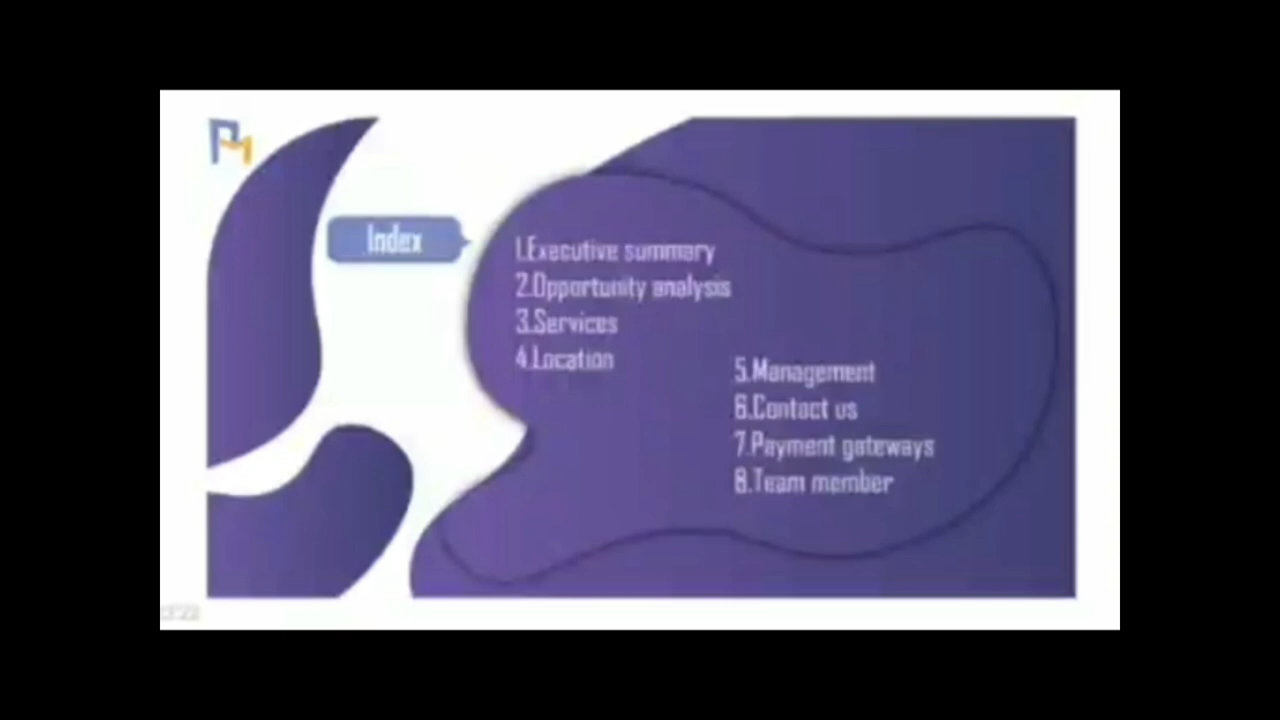 Index
1.Executive summary
2.Opportunity analysis
3.Services
4.Location
5.Management
6.Contact us
7.Payment gateways
8.Team member